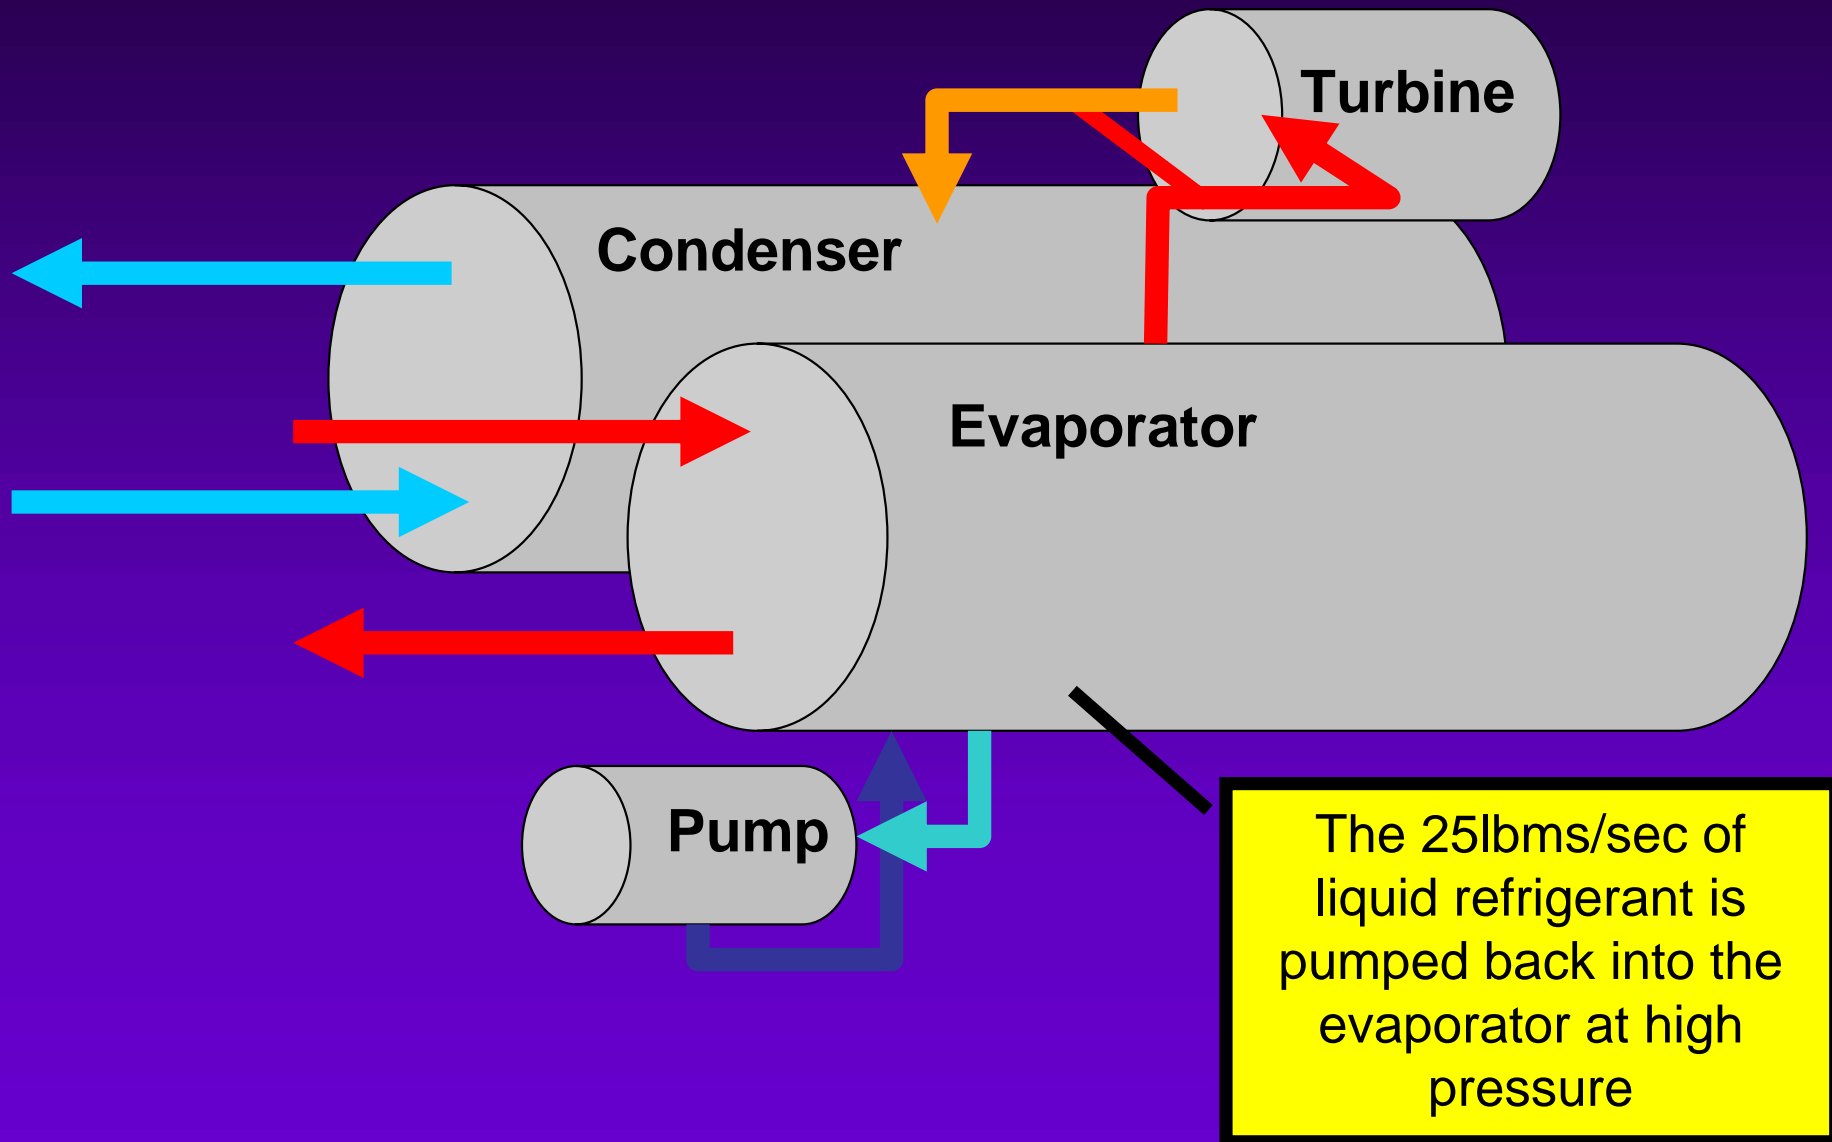 Turbine
Condenser
Evaporator
Pump
The 25lbms/sec of
liquid refrigerant is
pumped back into the
evaporator at high
pressure